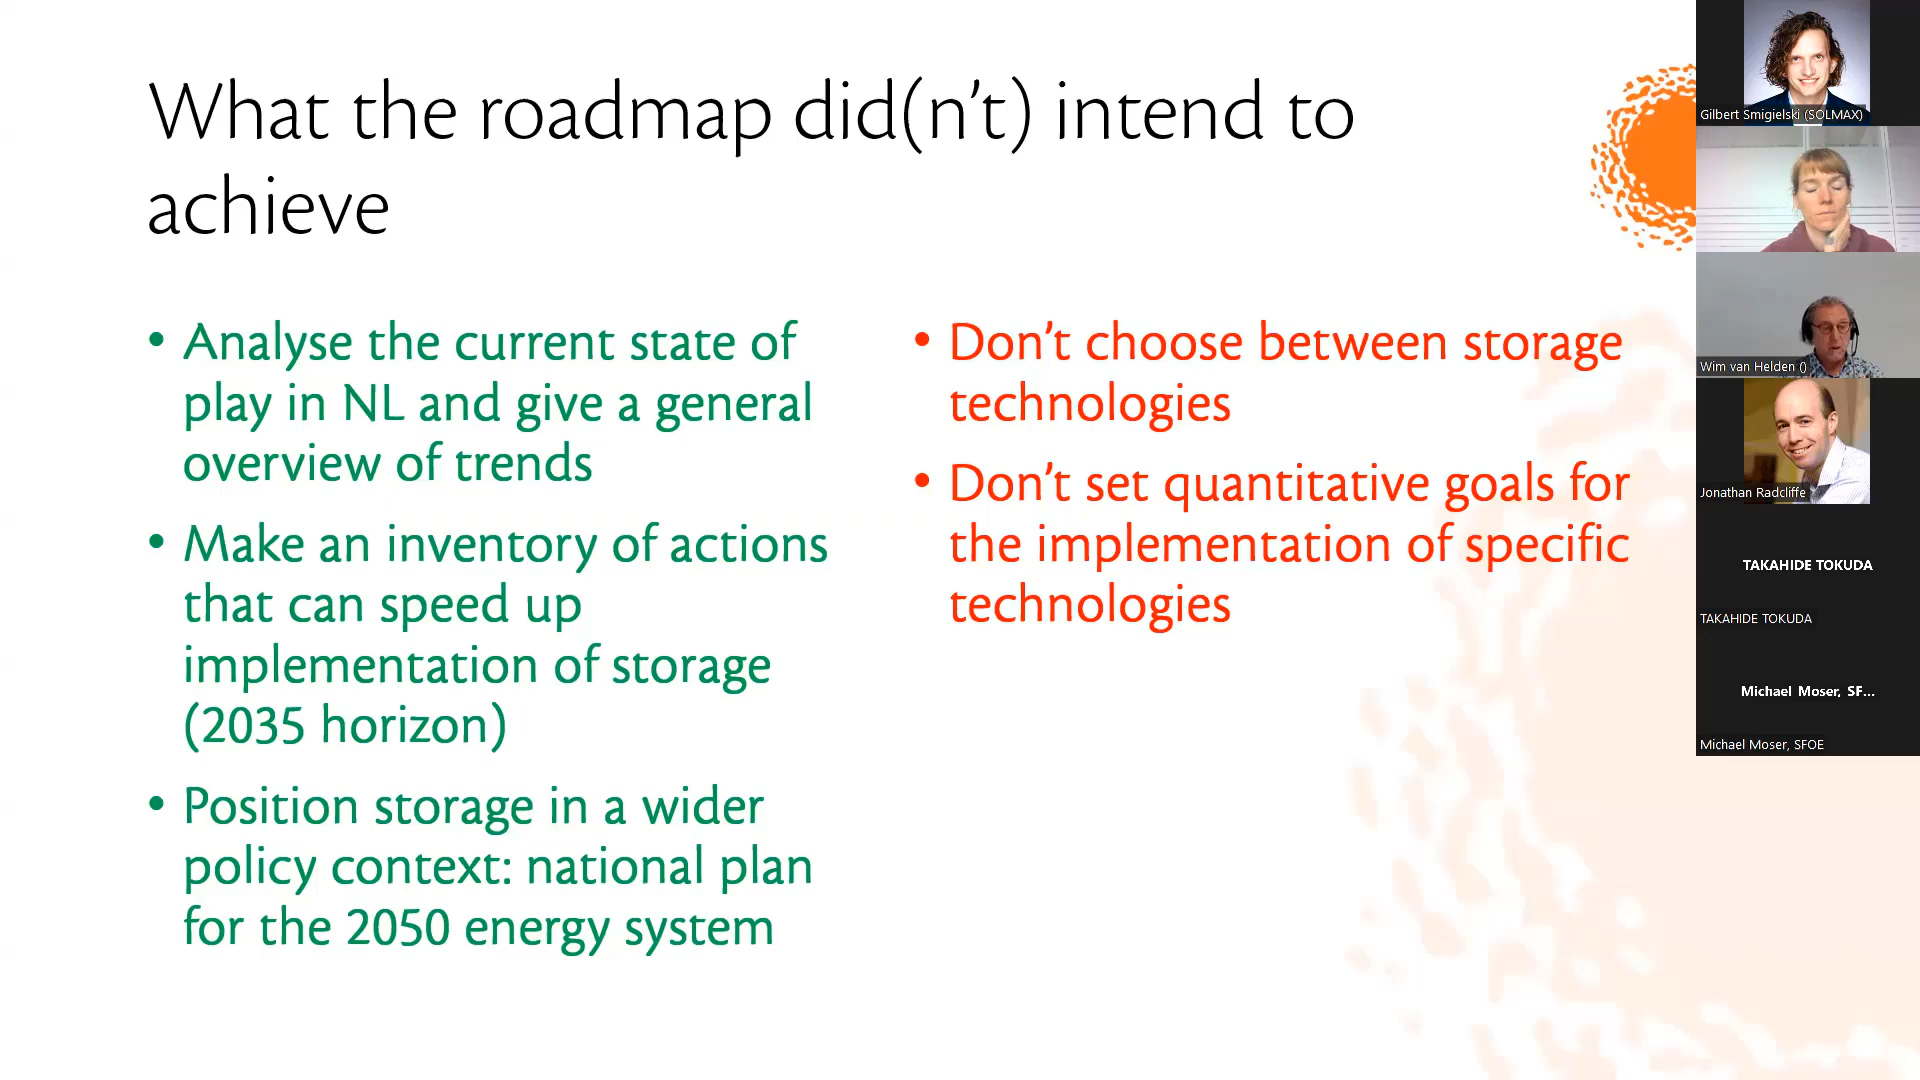 What the roadmap did(n't) intend to
achieve
• Analyse the current state of
play in NL and give a general
overview of trends
• Make an inventory of actions
that can speed up
implementation of storage
(2035 horizon)
• Position storage in a wider
policy context: national plan
for the 2050 energy system
• Don't choose between storage
technologies
• Don't set quantitative goals for
the implementation of specific
technologies
Gilbert Smigielski (SOLMAX)
Wim van Helden ()
Jonathan Radcliffe
TAKAHIDE TOKUDA
TAKAHIDE TOKUDA
Michael Moser, SF...
Michael Moser, SFOE